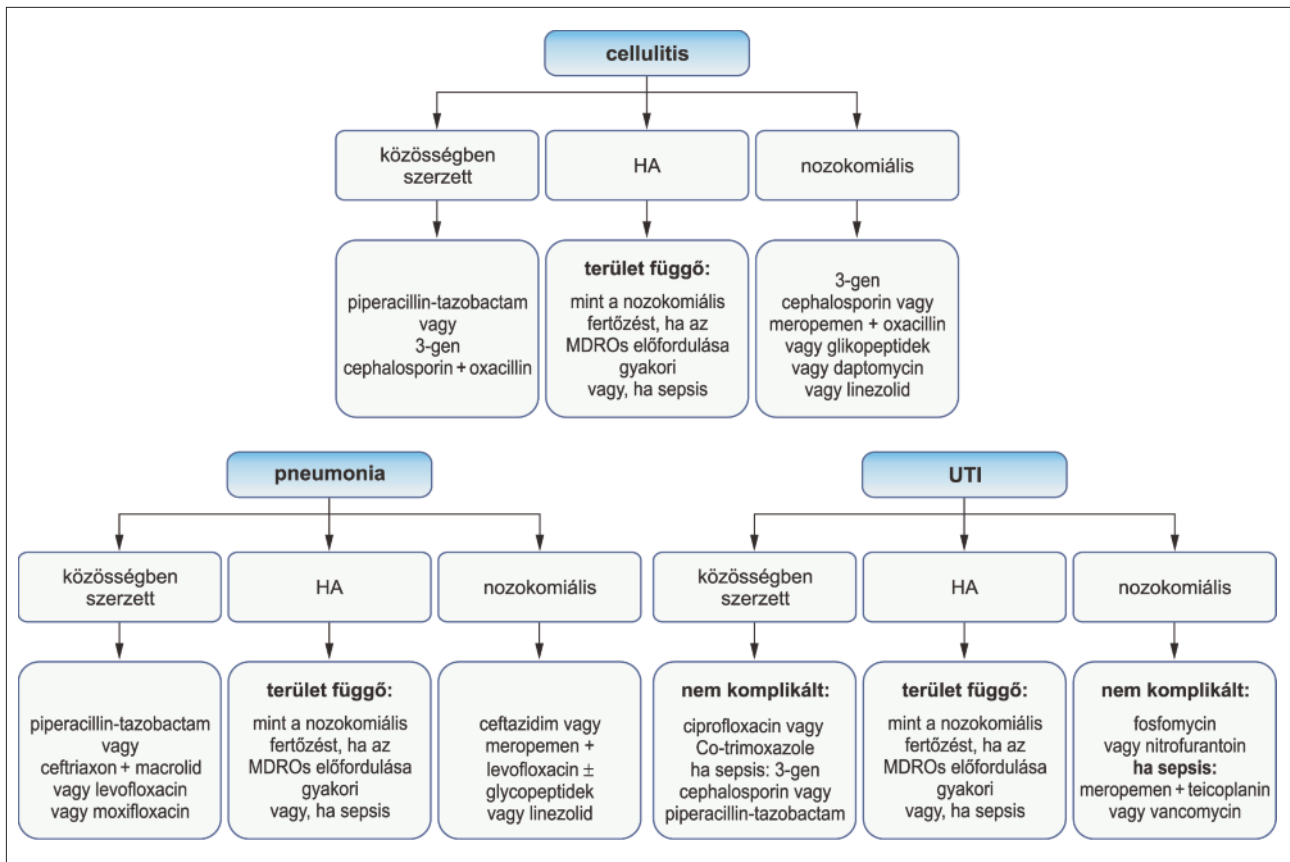 cellulitis
közösségben
szerzett
HA
nozokomiális
piperacillin-tazobactam
vagy
3-gen
cephalosporin + oxacillin
terület függő:
mint a nozokomiális
fertőzést, ha az
MDROs előfordulása
gyakori
vagy, ha sepsis
3-gen
cephalosporin vagy
meropemen + oxacillin
vagy glikopeptidek
vagy daptomycin
vagy linezolid
pneumonia
közösségben
szerzett
HA
nozokomiális
piperacillin-tazobactam
vagy
ceftriaxon + macrolid
vagy levofloxacin
vagy moxifloxacin
terület függő:
mint a nozokomiális
fertőzést, ha az
MDROs előfordulása
gyakori
vagy, ha sepsis
ceftazidim vagy
meropemen +
levofloxacin ±
glycopeptidek
vagy linezolid
UTI
közösségben
szerzett
HA
nozokomiális
nem komplikált:
ciprofloxacin vagy
Co-trimoxazole
ha sepsis: 3-gen
cephalosporin vagy
piperacillin-tazobactam
terület függő:
mint a nozokomiális
fertőzést, ha az
MDROs előfordulása
gyakori
vagy, ha sepsis
nem komplikált:
fosfomycin
vagy nitrofurantoin
ha sepsis:
meropemen + teicoplanin
vagy vancomycin